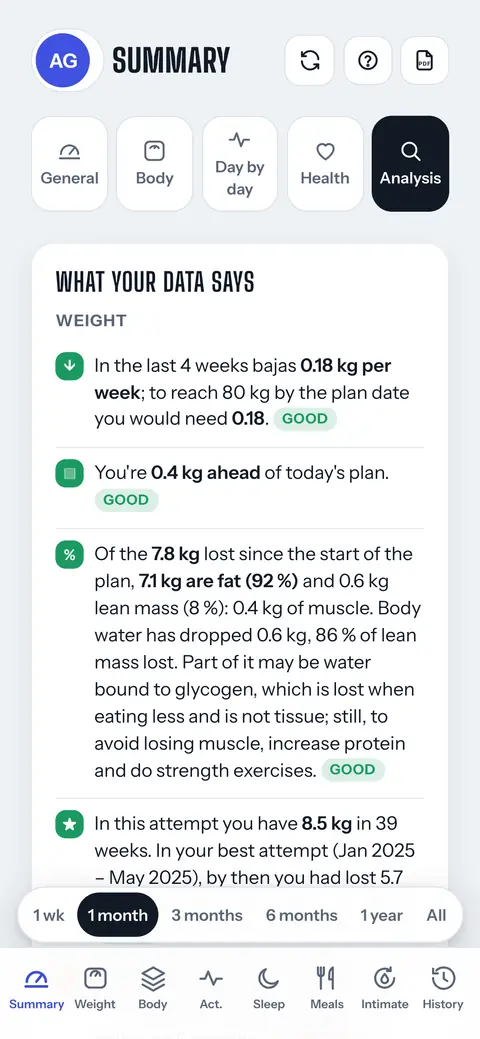 AG
SUMMARY
PDF
General
Body
Day by
day
Health
Analysis
WHAT YOUR DATA SAYS
WEIGHT
In the last 4 weeks bajas 0.18 kg per
week; to reach 80 kg by the plan date
you would need 0.18. GOOD
You're 0.4 kg ahead of today's plan.
GOOD
%
Of the 7.8 kg lost since the start of the
plan, 7.1 kg are fat (92 %) and 0.6 kg
lean mass (8 %): 0.4 kg of muscle. Body
water has dropped 0.6 kg, 86 % of lean
mass lost. Part of it may be water
bound to glycogen, which is lost when
eating less and is not tissue; still, to
avoid losing muscle, increase protein
and do strength exercises. GOOD
In this attempt you have 8.5 kg in 39
weeks. In your best attempt (Jan 2025
– May 2025), by then you had lost 5.7
1 wk
1 month
3 months
6 months
1 year
All
Summary
Weight
Body
Act.
Sleep
Meals
Intimate
History